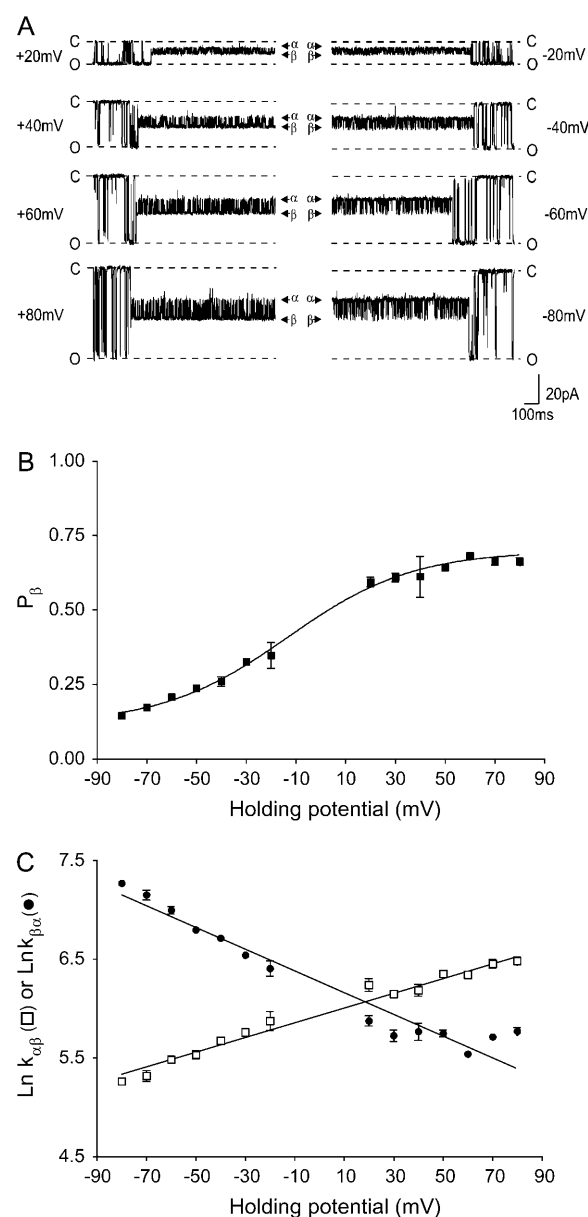 A
+20mV C O α β α β C O -20mV
+40mV C O α β α β C O -40mV
+60mV C O α β α β C O -60mV
+80mV C O α β α β C O -80mV
20pA
100ms
B
1.00
0.75
0.50
0.25
0.00
Pβ
-90 -70 -50 -30 -10 10 30 50 70 90
Holding potential (mV)
C
7.5
6.5
5.5
4.5
Ln kαβ (□) or Lnkβα(●)
-90 -70 -50 -30 -10 10 30 50 70 90
Holding potential (mV)